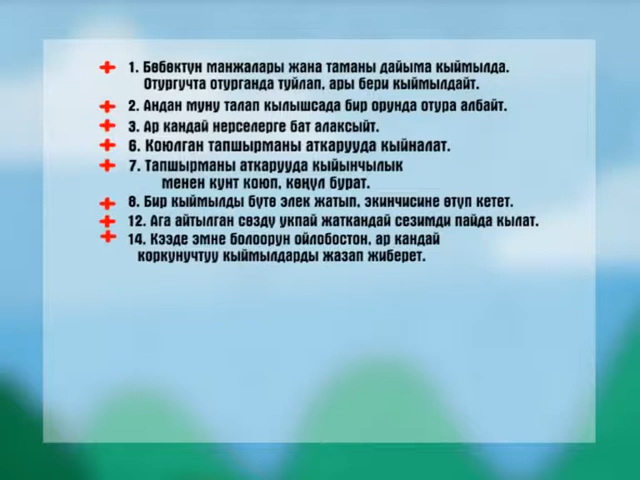 1. Бөбөктүн манжалары жана таманы дайыма кыймылда.
Отургучта отурганда туйлап, ары бери кыймылдайт.
2. Андан муну талап кылышсада бир орунда отура албайт.
3. Ар кандай нерселерге бат алаксыйт.
6. Коюлган тапшырманы аткарууда кыйналат.
7. Тапшырманы аткарууда кыйынчылык
менен кунт коюп, көңүл бурат.
8. Бир кыймылды бүтө элек жатып, экинчисине өтүп кетет.
12. Ага айтылган сөздү укпай жаткандай сезимди пайда кылат.
14. Кээде эмне болоорун ойлобостон, ар кандай
коркунучтуу кыймылдарды жазап жиберет.